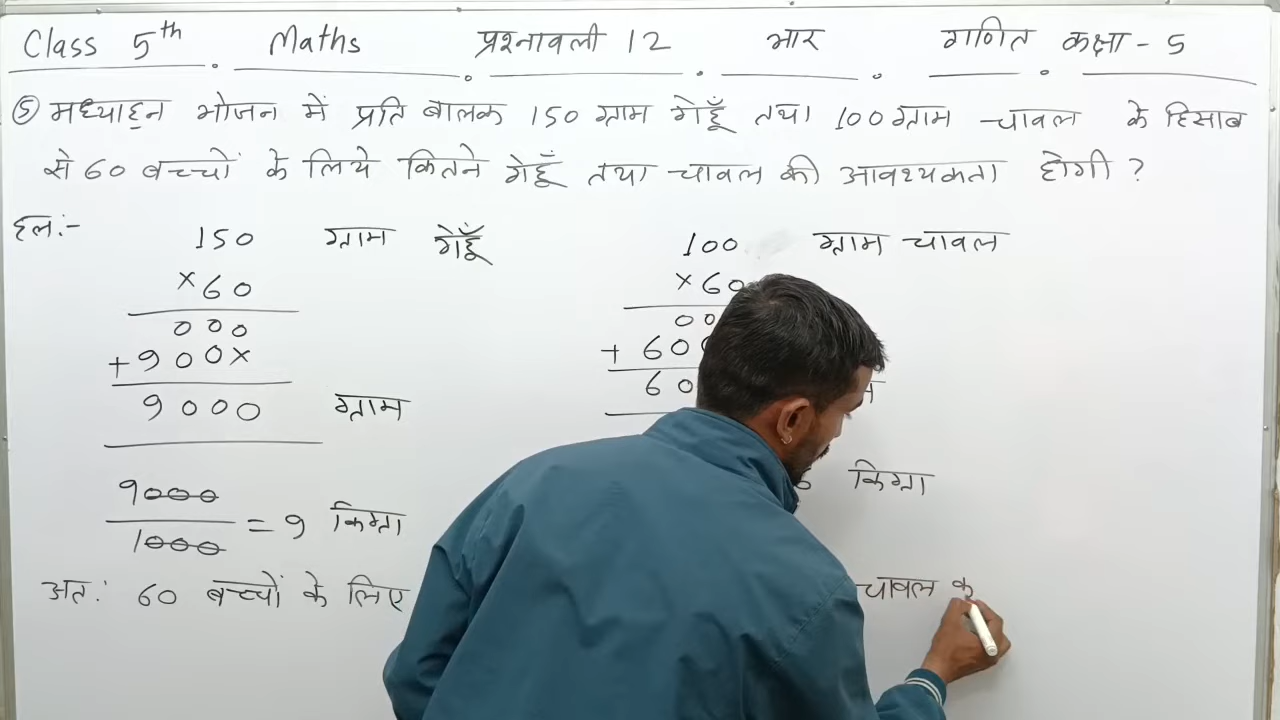 Class 5th . Maths . प्रश्नावली 12 . भार . गणित . कक्षा - 5
⑤ मध्याह्न भोजन में प्रति बालक 150 ग्राम गेहूँ तथा 100 ग्राम चावल के हिसाब
से 60 बच्चों के लिये कितने गेहूँ तथा चावल की आवश्यकता होगी ?
हल:-
150 ग्राम गेहूँ
×60
000
+900×
9000 ग्राम
9000
1000
= 9 किग्रा
100 ग्राम चावल
×60
00
+ 60
60
किग्रा
अत: 60 बच्चों के लिए चावल क